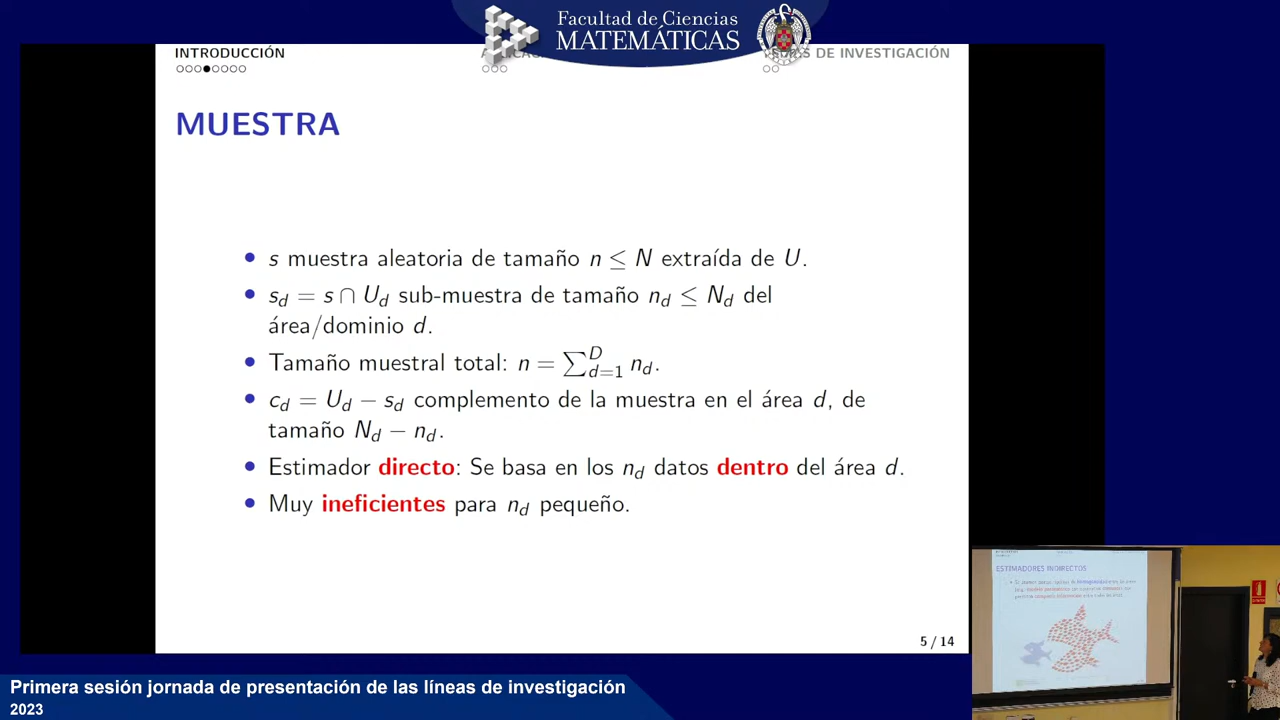 Facultad de Ciencias
MATEMÁTICAS
INTRODUCCIÓN
DE INVESTIGACIÓN
MUESTRA
• s muestra aleatoria de tamaño n ≤ N extraída de U.
• s_d = s ∩ U_d sub-muestra de tamaño n_d ≤ N_d del
área/dominio d.
• Tamaño muestral total: n = ∑_{d=1}^{D} n_d.
• c_d = U_d − s_d complemento de la muestra en el área d, de
tamaño N_d − n_d.
• Estimador directo: Se basa en los n_d datos dentro del área d.
• Muy ineficientes para n_d pequeño.
5 / 14
ESTIMADORES INDIRECTOS
Primera sesión jornada de presentación de las líneas de investigación
2023